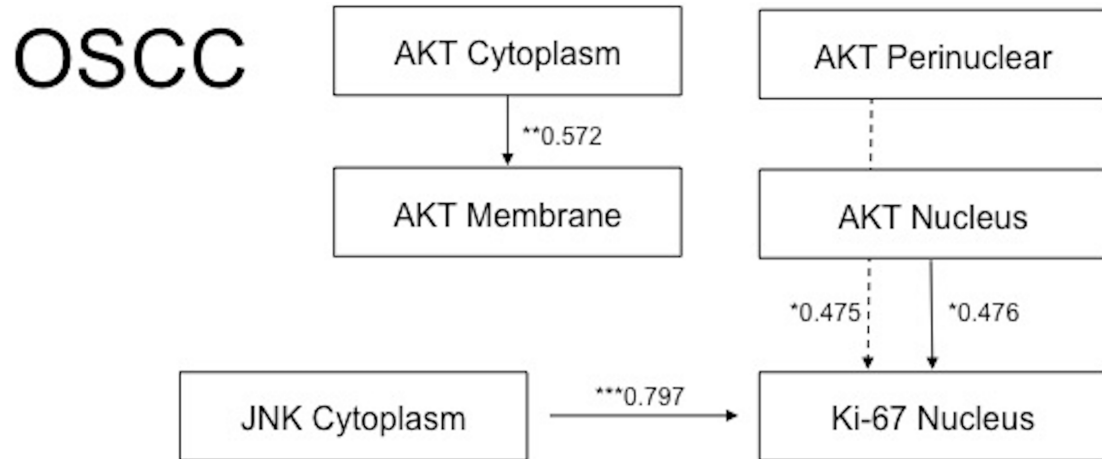 OSCC
AKT Cytoplasm
AKT Perinuclear
**0.572
AKT Membrane
AKT Nucleus
*0.475
*0.476
JNK Cytoplasm
***0.797
Ki-67 Nucleus